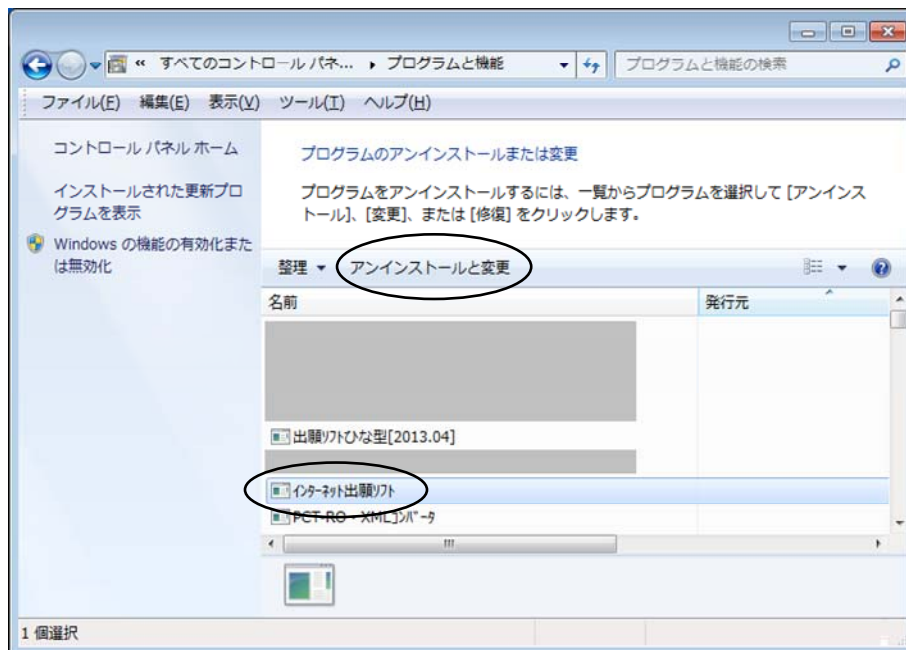 « すべてのコントロール パネ... ▸ プログラムと機能
プログラムと機能の検索
ファイル(F) 編集(E) 表示(V) ツール(T) ヘルプ(H)
コントロール パネル ホーム
インストールされた更新プロ
グラムを表示
Windows の機能の有効化また
は無効化
プログラムのアンインストールまたは変更
プログラムをアンインストールするには、一覧からプログラムを選択して [アンインス
トール]、[変更]、または [修復] をクリックします。
整理 ▼ アンインストールと変更
名前 発行元
出願ｿﾌﾄひな型[2013.04]
ｲﾝﾀｰﾈｯﾄ出願ｿﾌﾄ
PCT-RO - XMLｺﾝﾊﾞｰﾀ
1 個選択